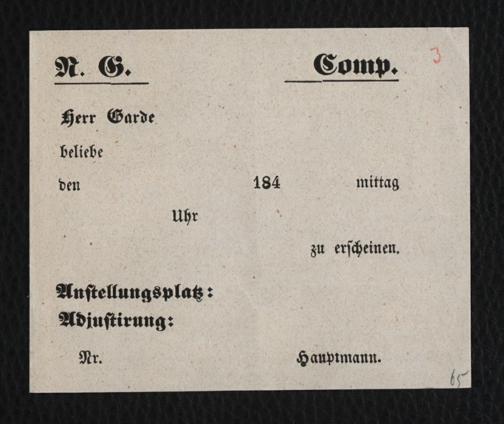 N. G. Comp. 3
Herr Garde
beliebe
den 184 mittag
Uhr
zu erscheinen.
Anstellungsplatz:
Adjustirung:
Nr. Hauptmann.
65